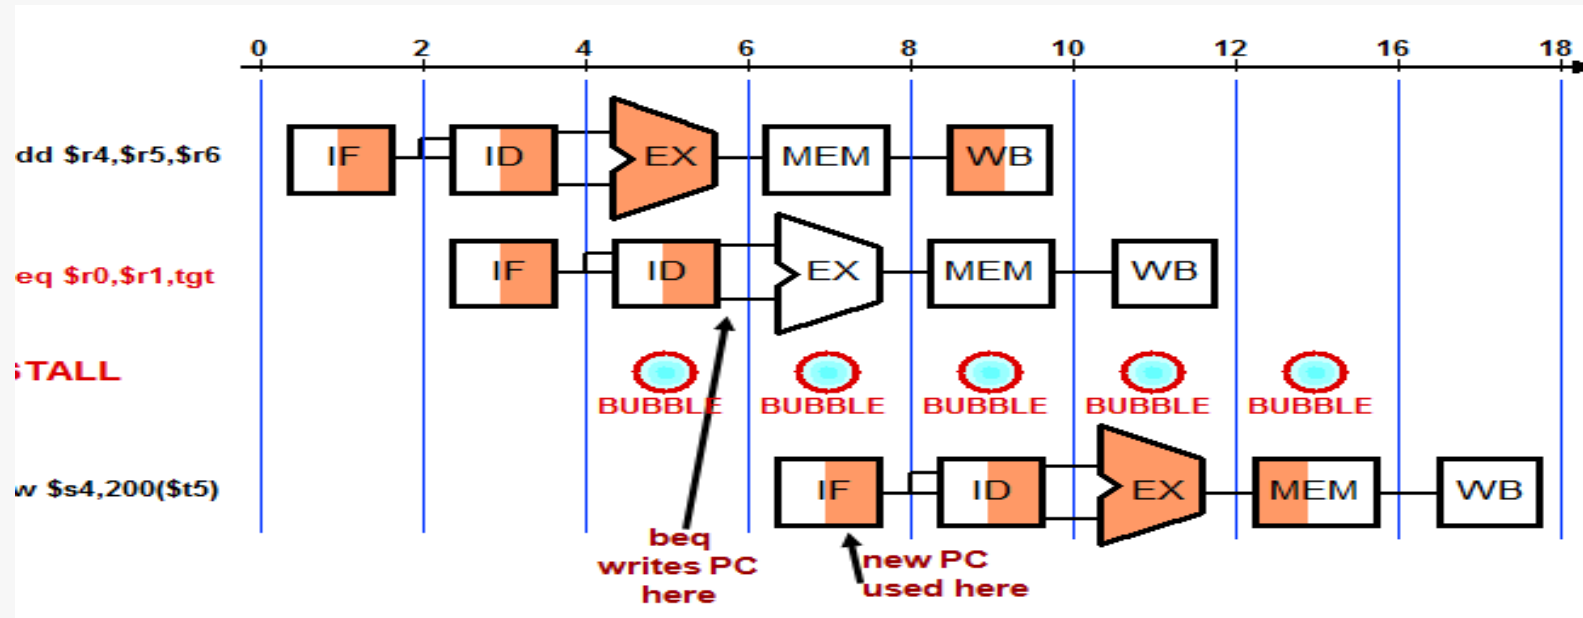 0 2 4 6 8 10 12 16 18
dd $r4,$r5,$r6 IF ID EX MEM WB
eq $r0,$r1,tgt IF ID EX MEM WB
STALL
BUBBLE BUBBLE BUBBLE BUBBLE BUBBLE
w $s4,200($t5) IF ID EX MEM WB
beq
writes PC
here
new PC
used here